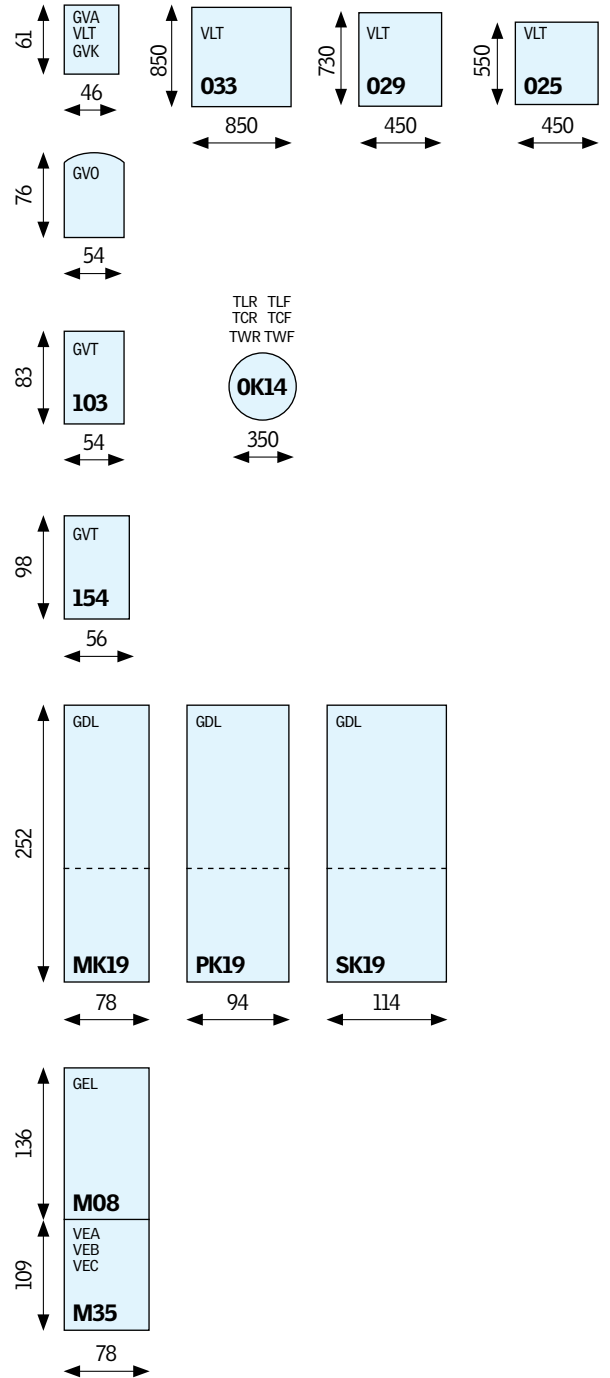 61
GVA
VLT
GVK
46
850
VLT
033
850
730
VLT
029
450
550
VLT
025
450
76
GVO
54
83
GVT
103
54
TLR TLF
TCR TCF
TWR TWF
0K14
350
98
GVT
154
56
252
GDL
MK19
78
GDL
PK19
94
GDL
SK19
114
136
GEL
M08
109
VEA
VEB
VEC
M35
78